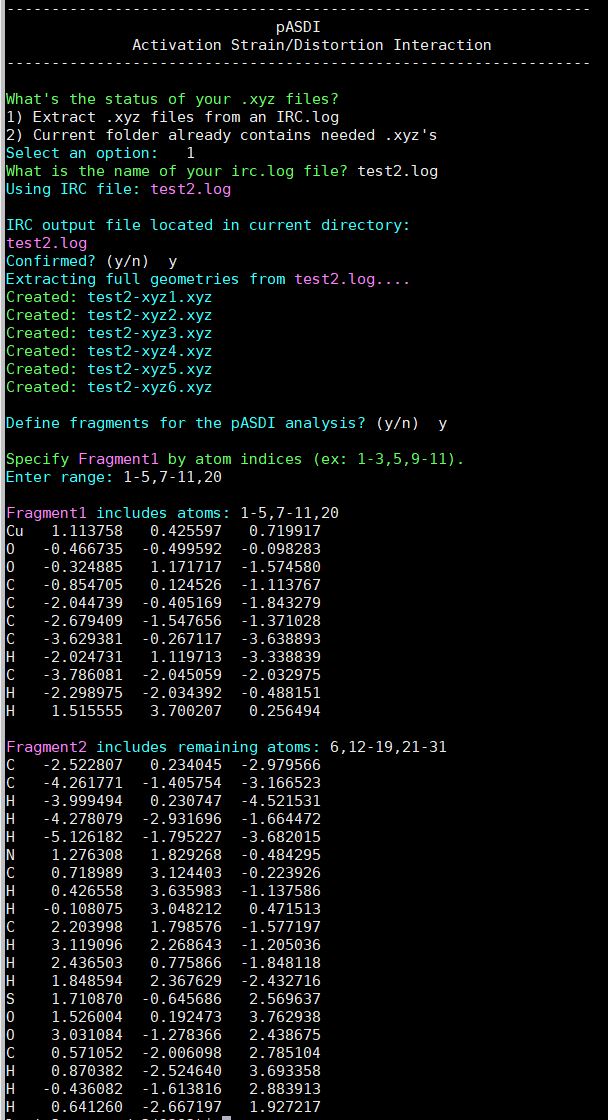 -----------------------------------------------------------------
pASDI
Activation Strain/Distortion Interaction
-----------------------------------------------------------------
What's the status of your .xyz files?
1) Extract .xyz files from an IRC.log
2) Current folder already contains needed .xyz's
Select an option:   1
What is the name of your irc.log file? test2.log
Using IRC file: test2.log
IRC output file located in current directory:
test2.log
Confirmed? (y/n)  y
Extracting full geometries from test2.log....
Created: test2-xyz1.xyz
Created: test2-xyz2.xyz
Created: test2-xyz3.xyz
Created: test2-xyz4.xyz
Created: test2-xyz5.xyz
Created: test2-xyz6.xyz
Define fragments for the pASDI analysis? (y/n)  y
Specify Fragment1 by atom indices (ex: 1-3,5,9-11).
Enter range: 1-5,7-11,20
Fragment1 includes atoms: 1-5,7-11,20
Cu   1.113758   0.425597   0.719917
O   -0.466735  -0.499592  -0.098283
O   -0.324885   1.171717  -1.574580
C   -0.854705   0.124526  -1.113767
C   -2.044739  -0.405169  -1.843279
C   -2.679409  -1.547656  -1.371028
C   -3.629381  -0.267117  -3.638893
H   -2.024731   1.119713  -3.338839
C   -3.786081  -2.045059  -2.032975
H   -2.298975  -2.034392  -0.488151
H    1.515555   3.700207   0.256494
Fragment2 includes remaining atoms: 6,12-19,21-31
C   -2.522807   0.234045  -2.979566
C   -4.261771  -1.405754  -3.166523
H   -3.999494   0.230747  -4.521531
H   -4.278079  -2.931696  -1.664472
H   -5.126182  -1.795227  -3.682015
N    1.276308   1.829268  -0.484295
C    0.718989   3.124403  -0.223926
H    0.426558   3.635983  -1.137586
H   -0.108075   3.048212   0.471513
C    2.203998   1.798576  -1.577197
H    3.119096   2.268643  -1.205036
H    2.436503   0.775866  -1.848118
H    1.848594   2.367629  -2.432716
S    1.710870  -0.645686   2.569637
O    1.526004   0.192473   3.762938
O    3.031084  -1.278366   2.438675
C    0.571052  -2.006098   2.785104
H    0.870382  -2.524640   3.693358
H   -0.436082  -1.613816   2.883913
H    0.641260  -2.667197   1.927217